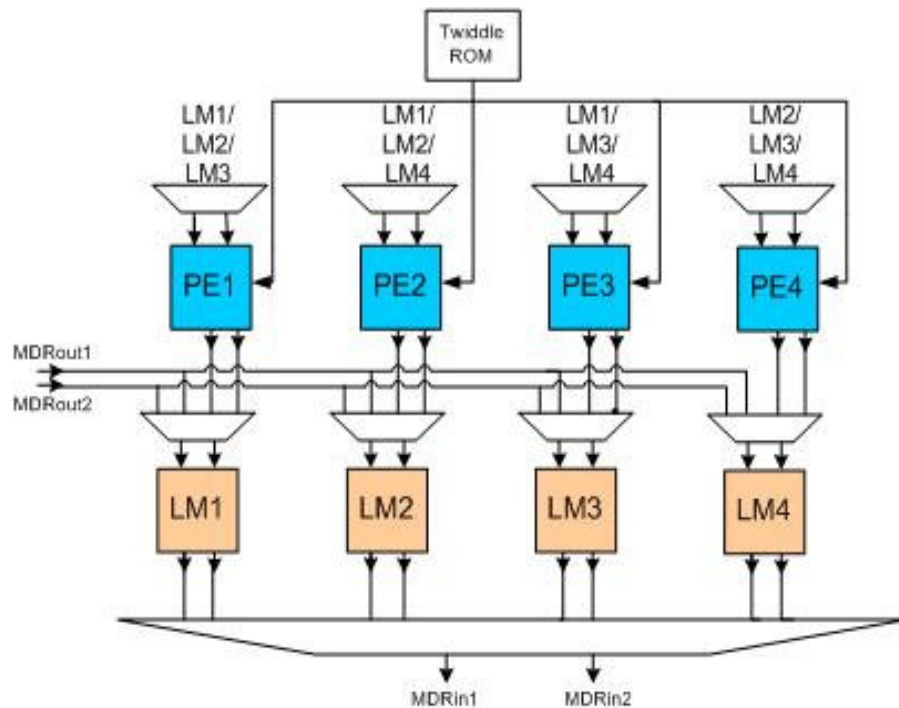 Twiddle
ROM
LM1/
LM2/
LM3
LM1/
LM2/
LM4
LM1/
LM3/
LM4
LM2/
LM3/
LM4
PE1
PE2
PE3
PE4
MDRout1
MDRout2
LM1
LM2
LM3
LM4
MDRin1
MDRin2